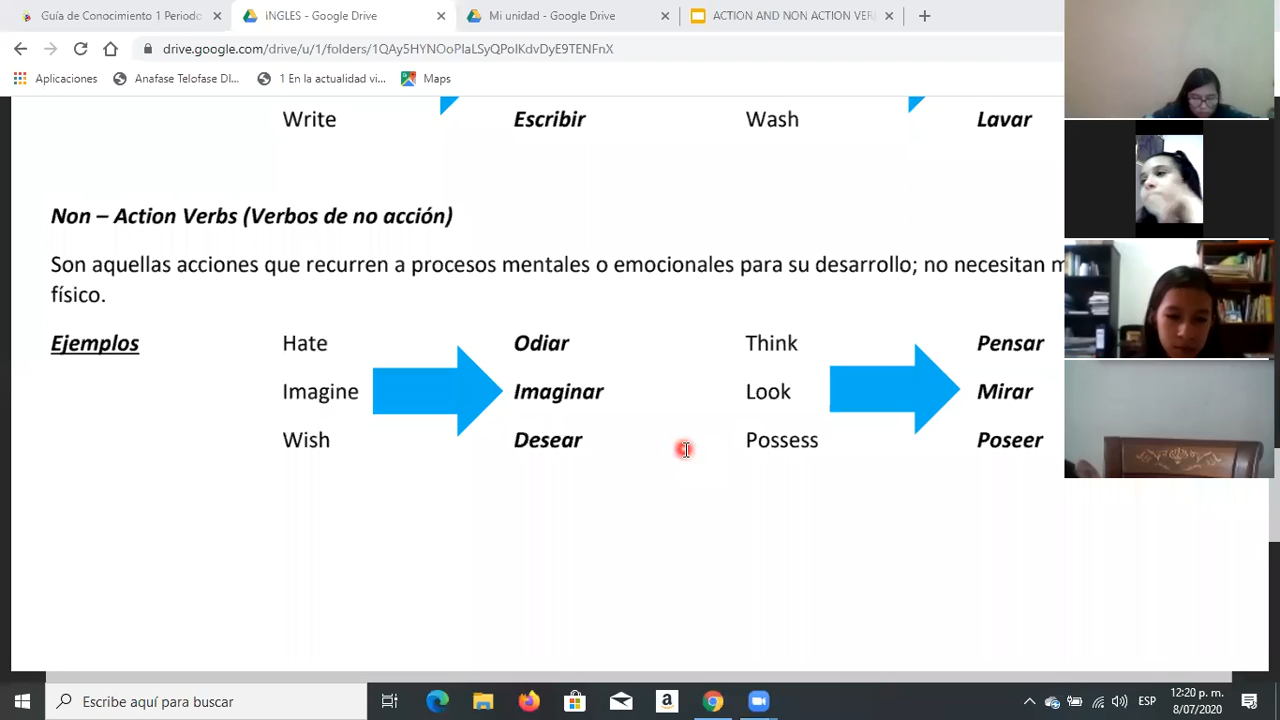 Guía de Conocimiento 1 Period
INGLES - Google Drive
Mi unidad - Google Drive
ACTION AND NON ACTION VER
drive.google.com/drive/u/1/folders/1QAy5HYNOoPlaLSyQPolKdvDyE9TENFnX
Aplicaciones
Anafase Telofase DI...
1 En la actualidad vi...
Maps
Write Escribir Wash Lavar
Non – Action Verbs (Verbos de no acción)
Son aquellas acciones que recurren a procesos mentales o emocionales para su desarrollo; no necesitan
físico.
Ejemplos Hate Odiar Think Pensar
Imagine Imaginar Look Mirar
Wish Desear Possess Poseer
Escribe aquí para buscar
ESP
12:20 p. m.
8/07/2020